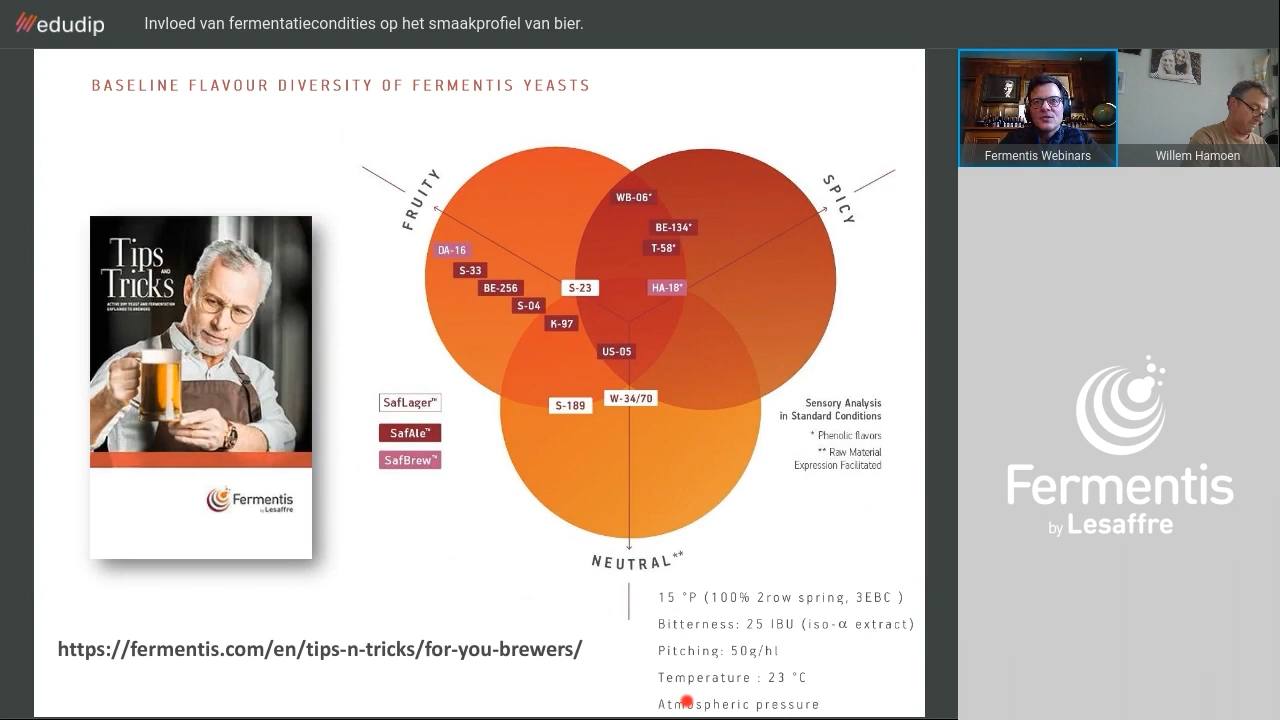 edudip
Invloed van fermentatiecondities op het smaakprofiel van bier.
BASELINE FLAVOUR DIVERSITY OF FERMENTIS YEASTS
Tips
AND
Tricks
ACTIVE DRY YEAST AND FERMENTATION
EXPLAINED TO BREWERS
Fermentis
by Lesaffre
FRUITY
SPICY
WB-06*
BE-134*
T-58*
DA-16
S-33
BE-256
S-23
HA-18*
S-04
K-97
US-05
W-34/70
S-189
SafLager™
SafAle™
SafBrew™
Sensory Analysis
in Standard Conditions
* Phenolic flavors
** Raw Material
Expression Facilitated
NEUTRAL**
15 °P (100% 2row spring, 3EBC )
Bitterness: 25 IBU (iso-α extract)
Pitching: 50g/hl
Temperature : 23 °C
Atmospheric pressure
https://fermentis.com/en/tips-n-tricks/for-you-brewers/
Fermentis Webinars
Willem Hamoen
Fermentis
by Lesaffre